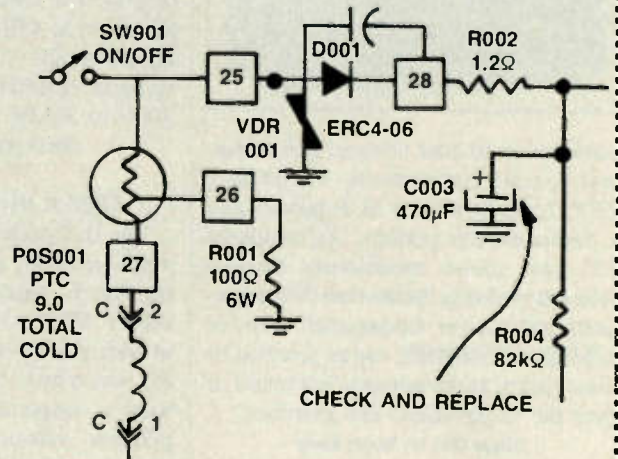 SW901
ON/OFF
25
D001
28
R002
1.2Ω
VDR
001
ERC4-06
C003
470µF
+
26
P0S001
PTC
9.0
TOTAL
COLD
27
R001
100Ω
6W
C 2
C 1
R004
82kΩ
CHECK AND REPLACE